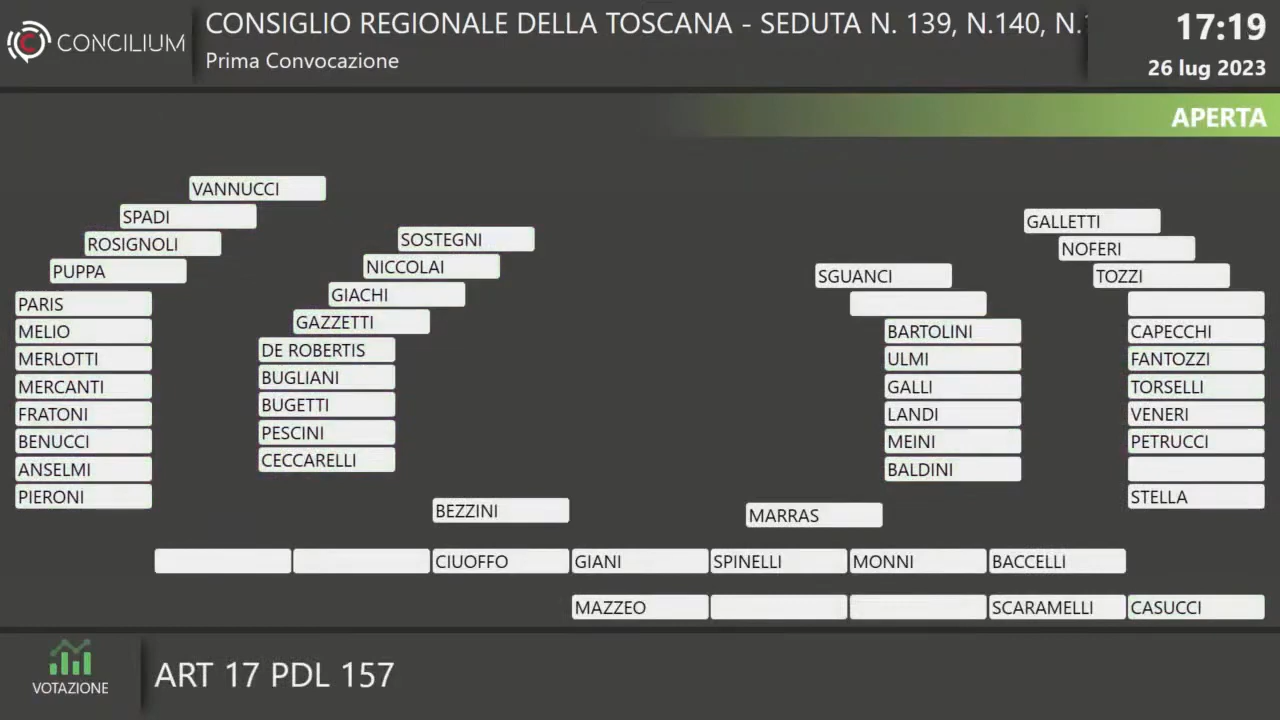 CONCILIUM
CONSIGLIO REGIONALE DELLA TOSCANA - SEDUTA N. 139, N.140, N.
Prima Convocazione
17:19
26 lug 2023
APERTA
VANNUCCI
SPADI
ROSIGNOLI
PUPPA
PARIS
MELIO
MERLOTTI
MERCANTI
FRATONI
BENUCCI
ANSELMI
PIERONI
SOSTEGNI
NICCOLAI
GIACHI
GAZZETTI
DE ROBERTIS
BUGLIANI
BUGETTI
PESCINI
CECCARELLI
BEZZINI
SGUANCI
BARTOLINI
ULMI
GALLI
LANDI
MEINI
BALDINI
MARRAS
GALLETTI
NOFERI
TOZZI
CAPECCHI
FANTOZZI
TORSELLI
VENERI
PETRUCCI
STELLA
CIUOFFO
GIANI
SPINELLI
MONNI
BACCELLI
MAZZEO
SCARAMELLI
CASUCCI
VOTAZIONE
ART 17 PDL 157